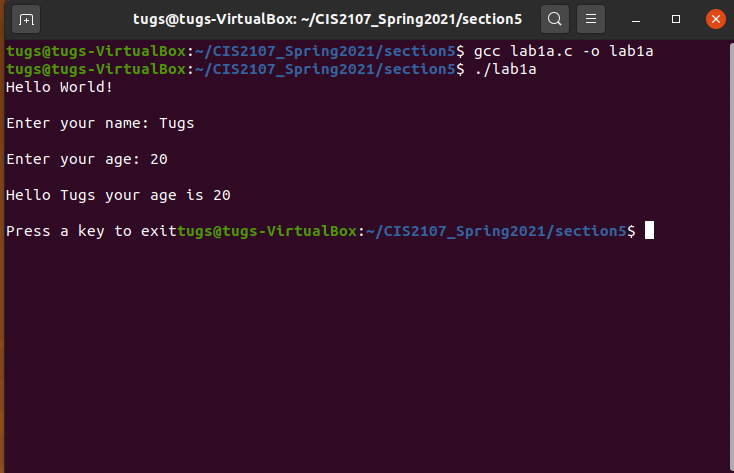 tugs@tugs-VirtualBox: ~/CIS2107_Spring2021/section5
tugs@tugs-VirtualBox:~/CIS2107_Spring2021/section5$ gcc lab1a.c -o lab1a
tugs@tugs-VirtualBox:~/CIS2107_Spring2021/section5$ ./lab1a
Hello World!
Enter your name: Tugs
Enter your age: 20
Hello Tugs your age is 20
Press a key to exittugs@tugs-VirtualBox:~/CIS2107_Spring2021/section5$